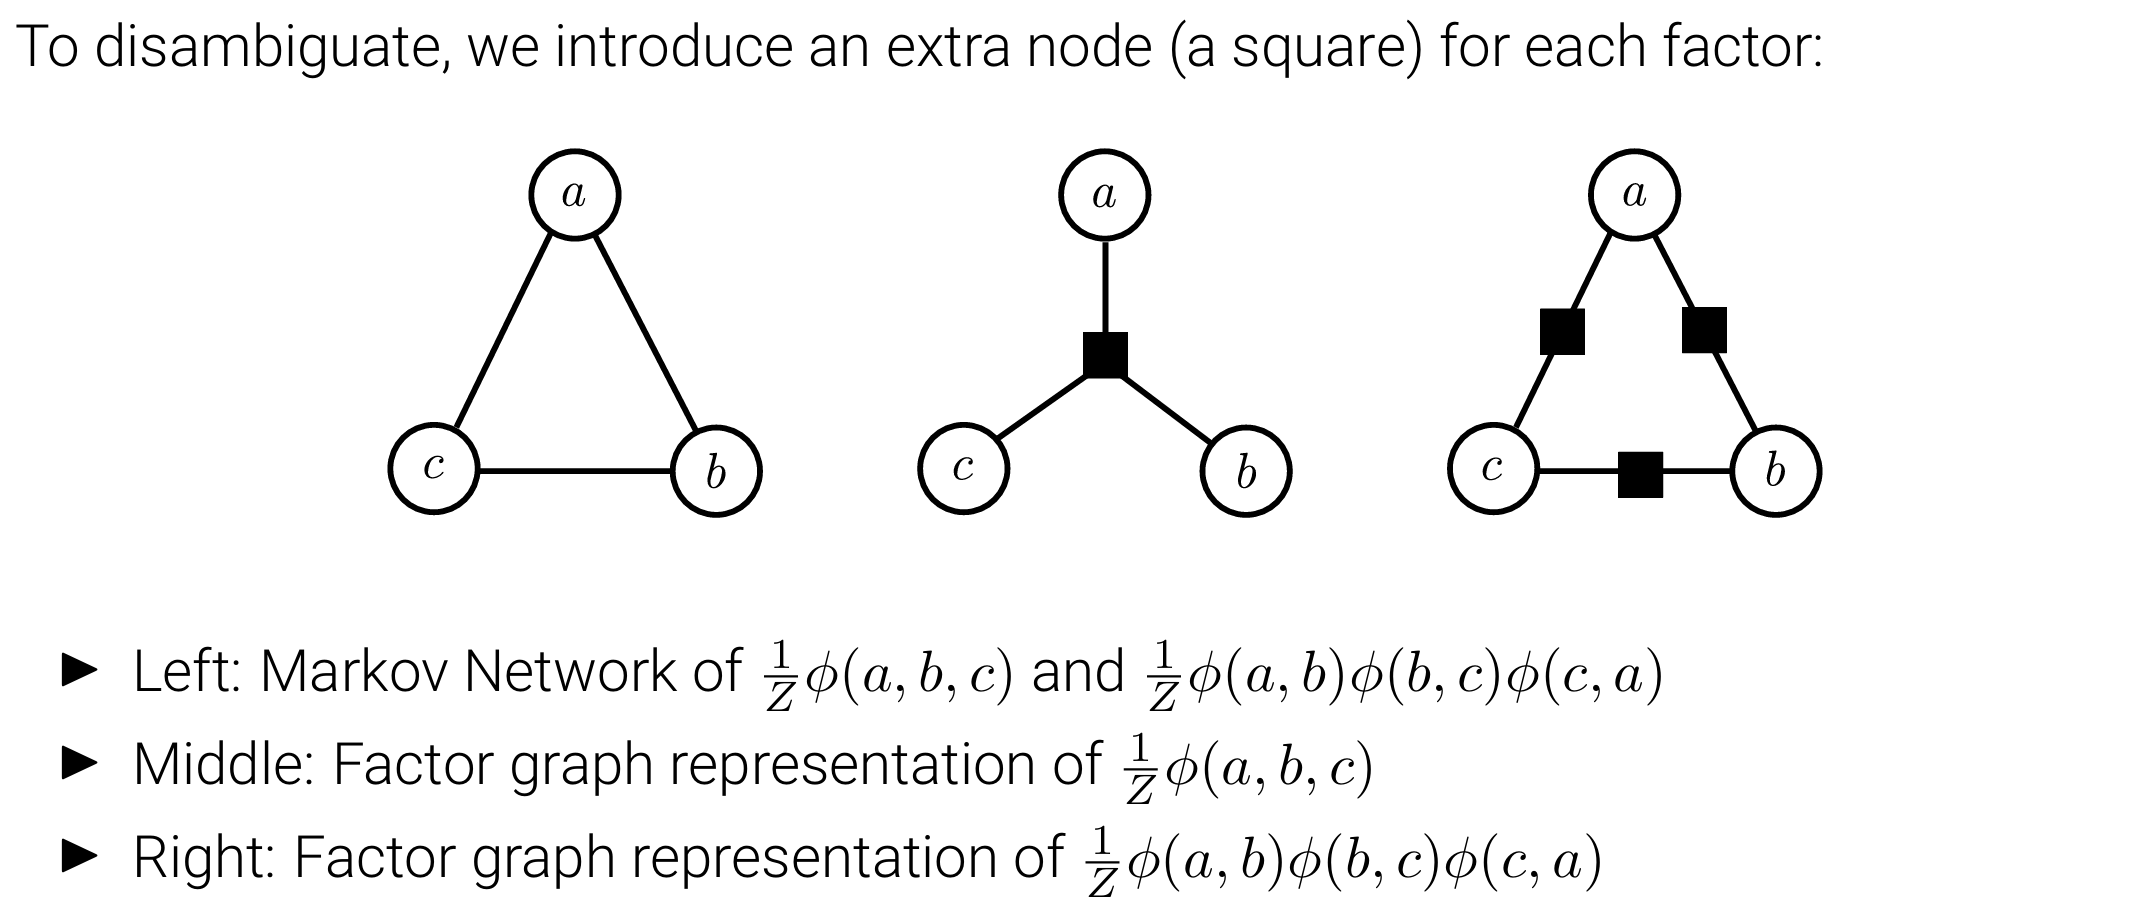 To disambiguate, we introduce an extra node (a square) for each factor:
a a a
c b c b c b
► Left: Markov Network of $\frac{1}{Z}\phi(a, b, c)$ and $\frac{1}{Z}\phi(a, b)\phi(b, c)\phi(c, a)$
► Middle: Factor graph representation of $\frac{1}{Z}\phi(a, b, c)$
► Right: Factor graph representation of $\frac{1}{Z}\phi(a, b)\phi(b, c)\phi(c, a)$